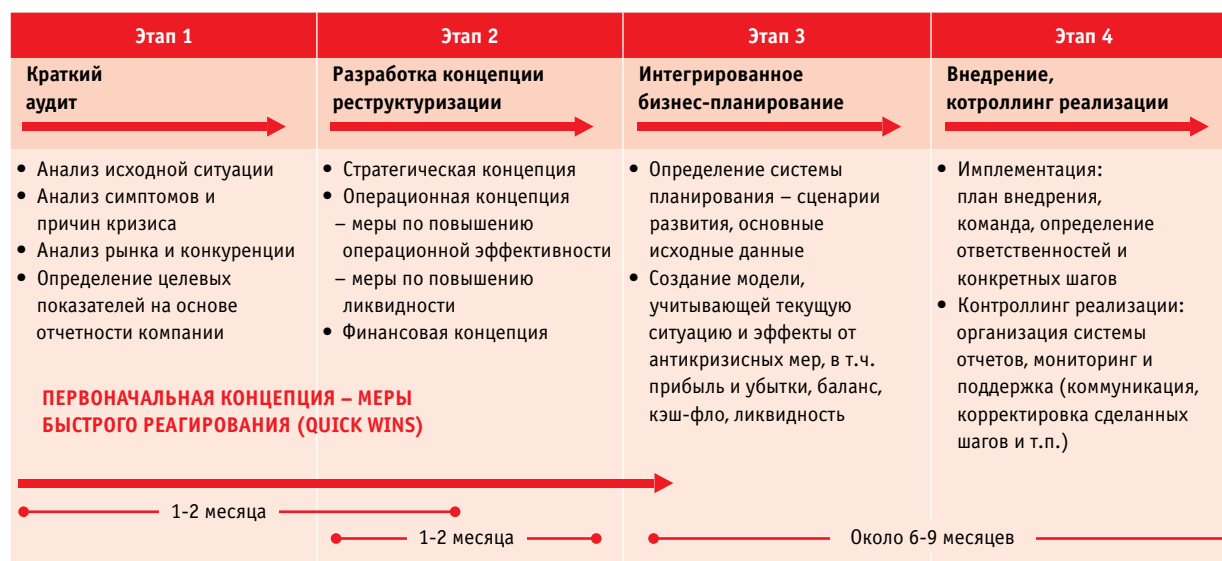 Этап 1
Краткий
аудит
• Анализ исходной ситуации
• Анализ симптомов и
причин кризиса
• Анализ рынка и конкуренции
• Определение целевых
показателей на основе
отчетности компании
Этап 2
Разработка концепции
реструктуризации
• Стратегическая концепция
• Операционная концепция
– меры по повышению
операционной эффективности
– меры по повышению
ликвидности
• Финансовая концепция
Этап 3
Интегрированное
бизнес-планирование
• Определение системы
планирования – сценарии
развития, основные
исходные данные
• Создание модели,
учитывающей текущую
ситуацию и эффекты от
антикризисных мер, в т.ч.
прибыль и убытки, баланс,
кэш-фло, ликвидность
Этап 4
Внедрение,
котроллинг реализации
• Имплементация:
план внедрения,
команда, определение
ответственностей и
конкретных шагов
• Контроллинг реализации:
организация системы
отчетов, мониторинг и
поддержка (коммуникация,
корректировка сделанных
шагов и т.п.)
ПЕРВОНАЧАЛЬНАЯ КОНЦЕПЦИЯ – МЕРЫ
БЫСТРОГО РЕАГИРОВАНИЯ (QUICK WINS)
1-2 месяца
1-2 месяца
Около 6-9 месяцев